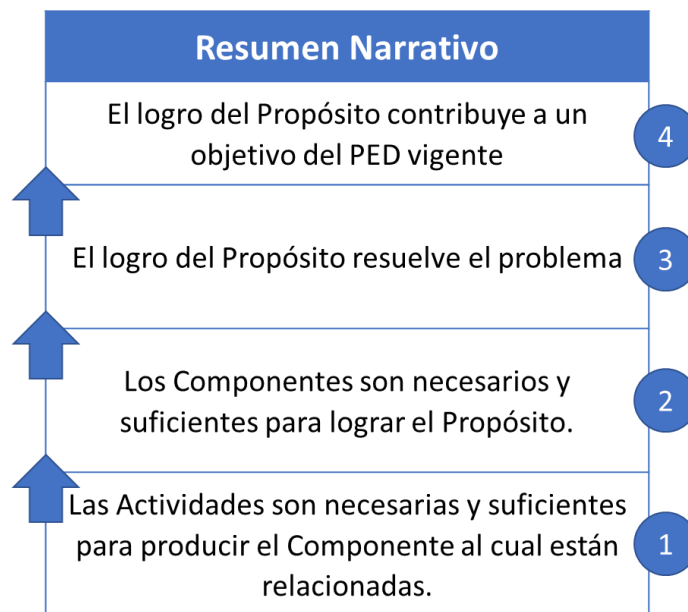 Resumen Narrativo
El logro del Propósito contribuye a un
objetivo del PED vigente
4
El logro del Propósito resuelve el problema
3
Los Componentes son necesarios y
suficientes para lograr el Propósito.
2
Las Actividades son necesarias y suficientes
para producir el Componente al cual están
relacionadas.
1